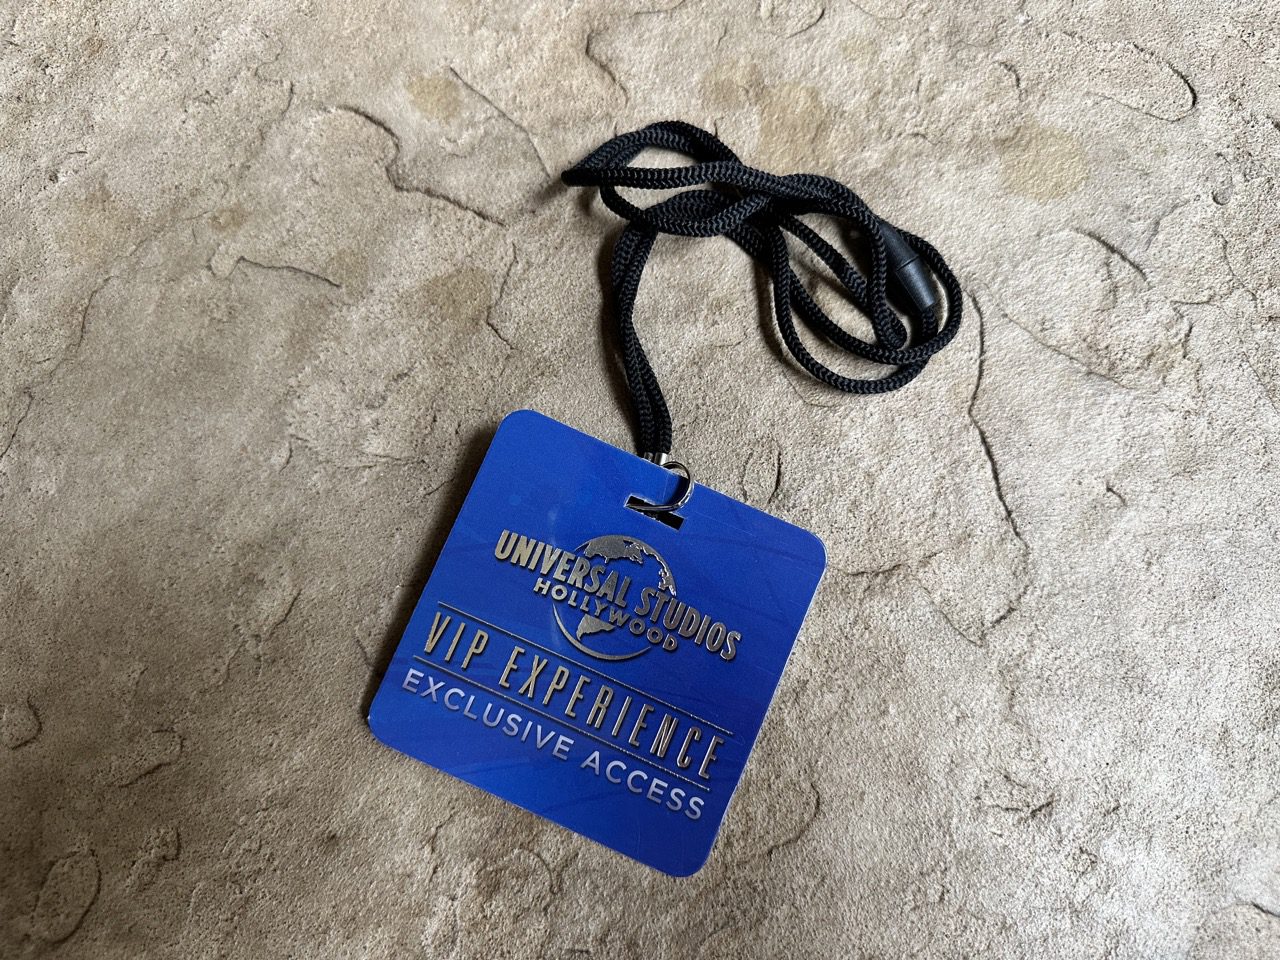 UNIVERSAL STUDIOS
HOLLYWOOD
VIP EXPERIENCE
EXCLUSIVE ACCESS